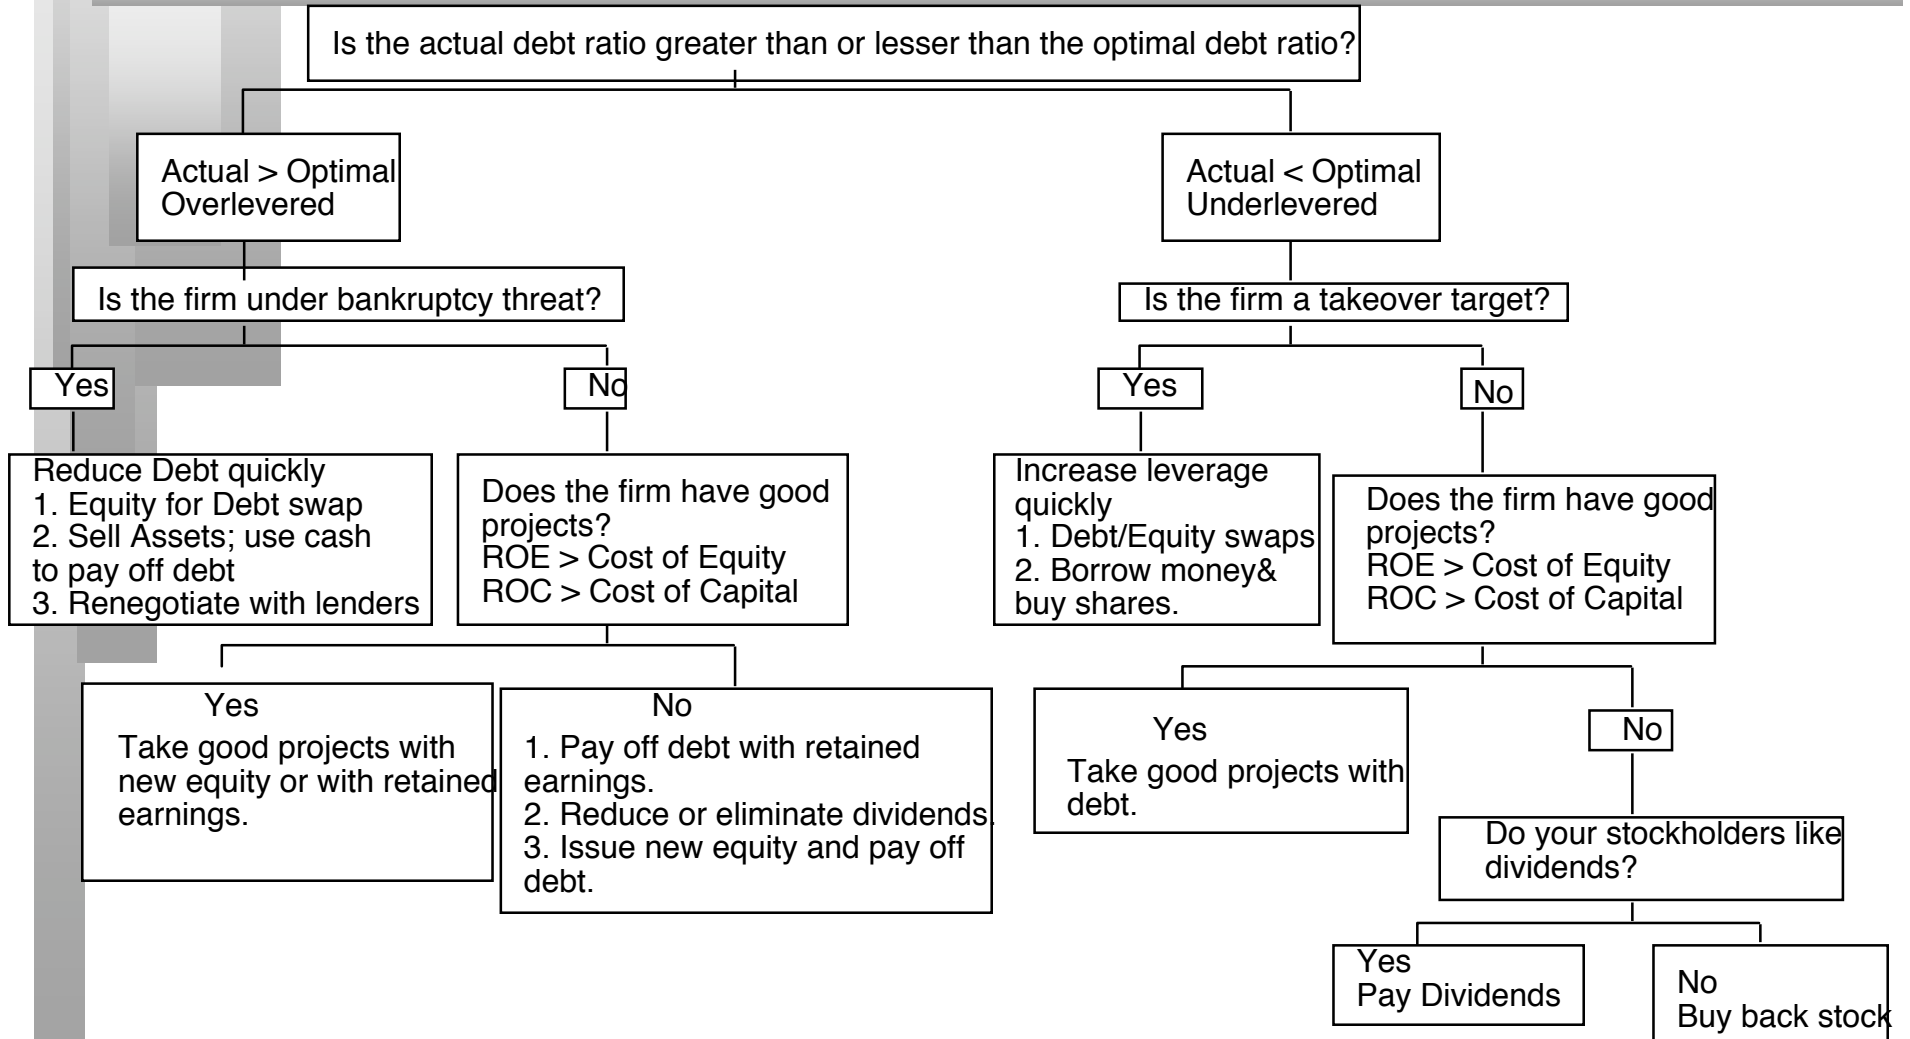 Is the actual debt ratio greater than or lesser than the optimal debt ratio?
Actual > Optimal
Overlevered
Actual < Optimal
Underlevered
Is the firm under bankruptcy threat?
Is the firm a takeover target?
Yes
No
Yes
No
Reduce Debt quickly
1. Equity for Debt swap
2. Sell Assets; use cash
to pay off debt
3. Renegotiate with lenders
Does the firm have good
projects?
ROE > Cost of Equity
ROC > Cost of Capital
Increase leverage
quickly
1. Debt/Equity swaps
2. Borrow money&
buy shares.
Does the firm have good
projects?
ROE > Cost of Equity
ROC > Cost of Capital
Yes
Take good projects with
new equity or with retained
earnings.
No
1. Pay off debt with retained
earnings.
2. Reduce or eliminate dividends.
3. Issue new equity and pay off
debt.
Yes
Take good projects with
debt.
No
Do your stockholders like
dividends?
Yes
Pay Dividends
No
Buy back stock